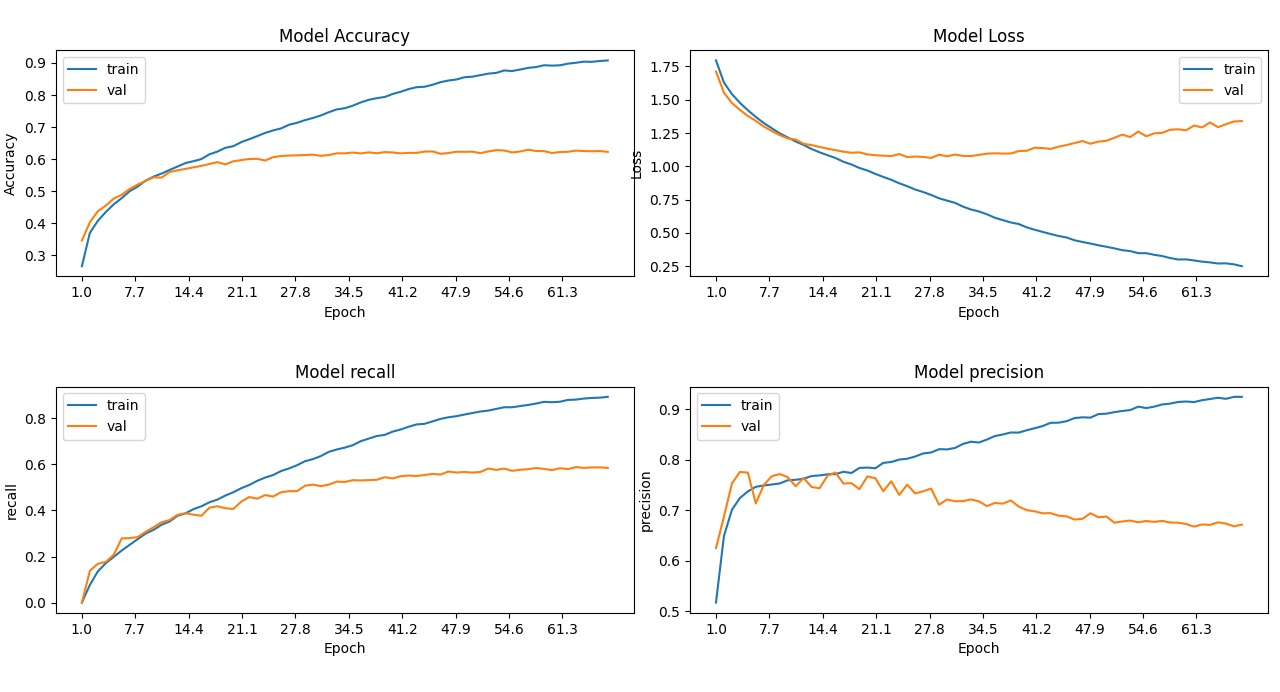 Model Accuracy
Accuracy
0.9
0.8
0.7
0.6
0.5
0.4
0.3
train
val
1.0 7.7 14.4 21.1 27.8 34.5 41.2 47.9 54.6 61.3
Epoch
Model Loss
Loss
1.75
1.50
1.25
1.00
0.75
0.50
0.25
train
val
1.0 7.7 14.4 21.1 27.8 34.5 41.2 47.9 54.6 61.3
Epoch
Model recall
recall
0.8
0.6
0.4
0.2
0.0
train
val
1.0 7.7 14.4 21.1 27.8 34.5 41.2 47.9 54.6 61.3
Epoch
Model precision
precision
0.9
0.8
0.7
0.6
0.5
train
val
1.0 7.7 14.4 21.1 27.8 34.5 41.2 47.9 54.6 61.3
Epoch